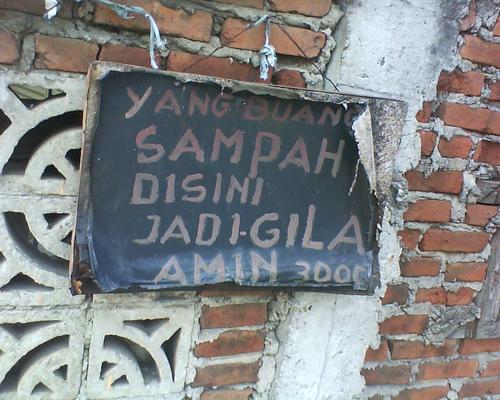 YANG BUANG
SAMPAH
DISINI
JADI-GILA
AMIN 3000